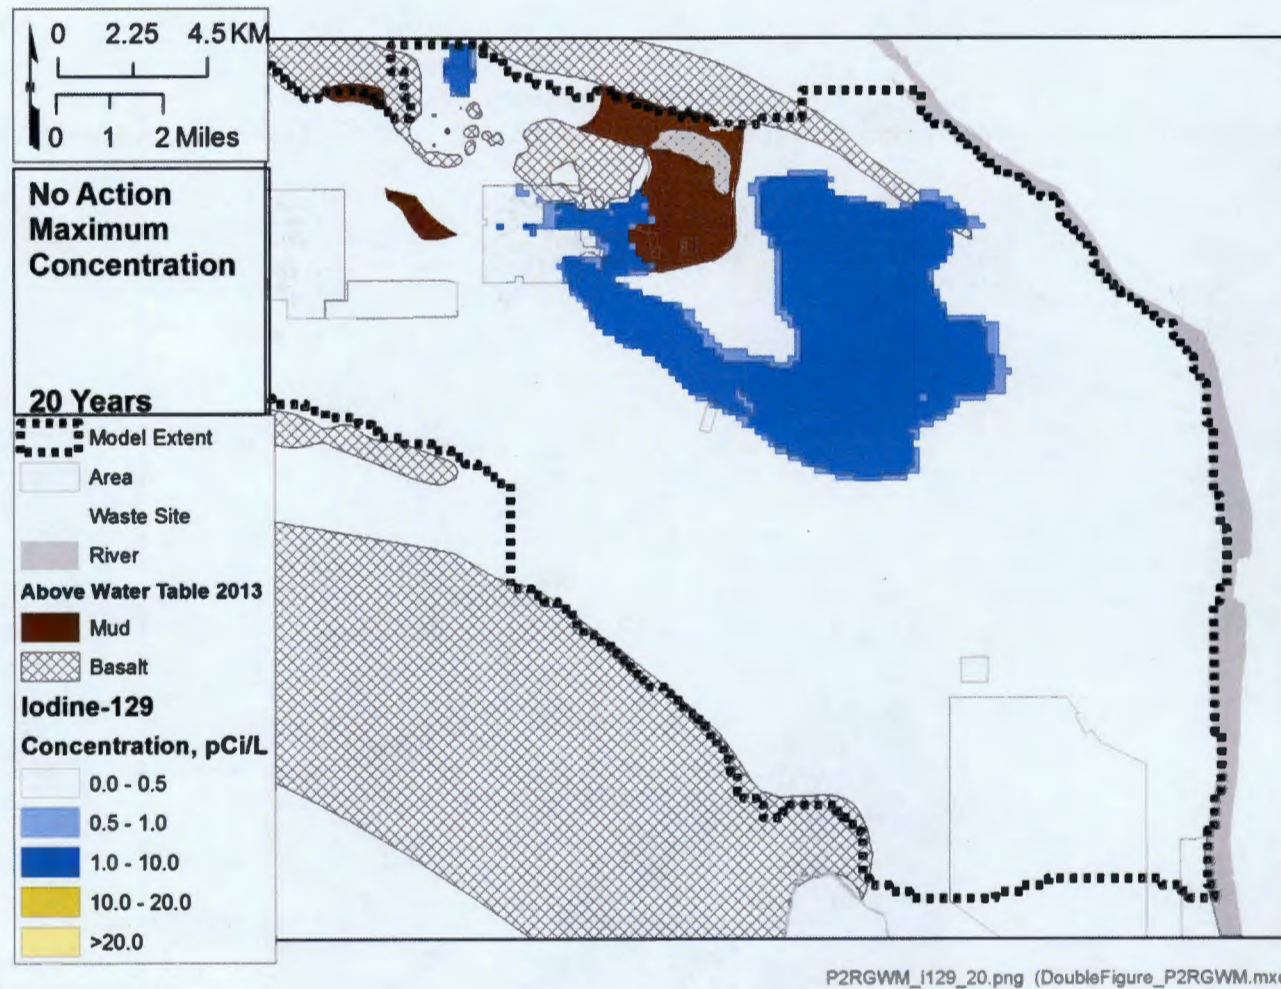 0 2.25 4.5 KM
0 1 2 Miles
No Action
Maximum
Concentration
20 Years
Model Extent
Area
Waste Site
River
Above Water Table 2013
Mud
Basalt
Iodine-129
Concentration, pCi/L
0.0 - 0.5
0.5 - 1.0
1.0 - 10.0
10.0 - 20.0
>20.0
P2RGWM_i129_20.png (DoubleFigure_P2RGWM.mx